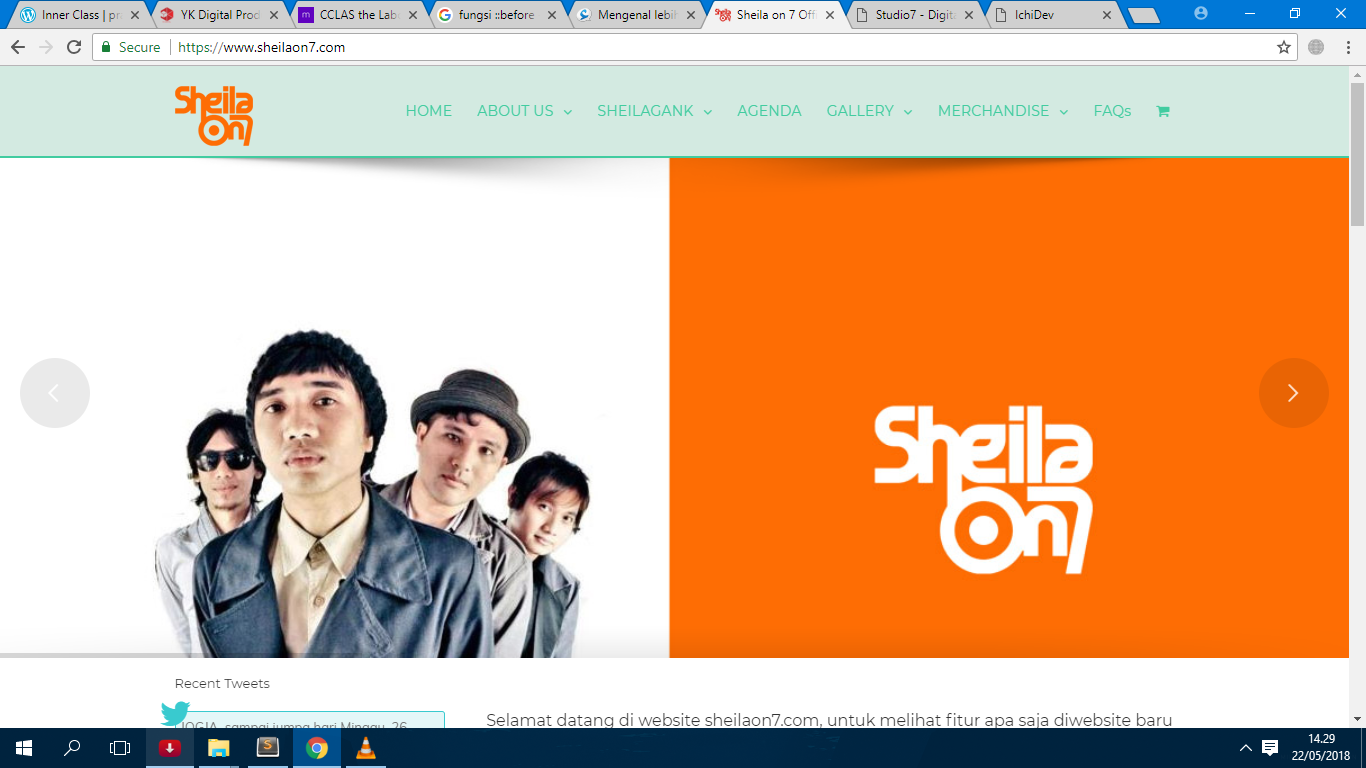 Inner Class | pr
YK Digital Prod
CCLAS the Lab
fungsi ::before
Mengenal lebih
Sheila on 7 Offi
Studio7 - Digita
IchiDev
Secure
https://www.sheilaon7.com
Sheila
On7
HOME
ABOUT US
SHEILAGANK
AGENDA
GALLERY
MERCHANDISE
FAQs
Sheila
On7
Recent Tweets
JOGJA, sampai jumpa hari Minggu, 26
Selamat datang di website sheilaon7.com, untuk melihat fitur apa saja diwebsite baru
14.29
22/05/2018